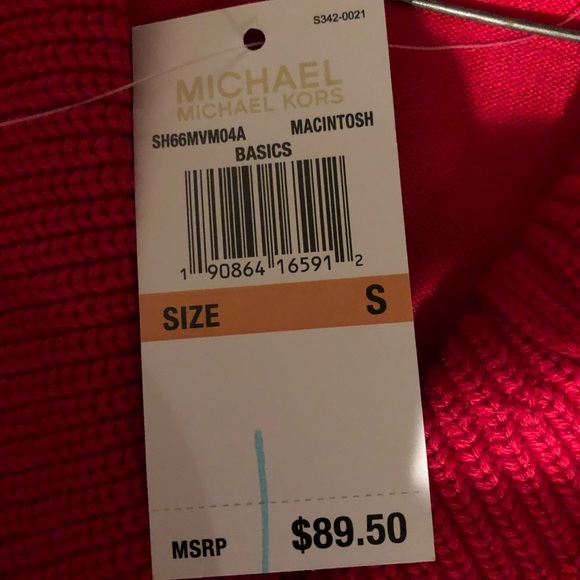 S342-0021
MICHAEL
MICHAEL KORS
SH66MVM04A MACINTOSH
BASICS
1 90864 16591 2
SIZE S
MSRP $89.50